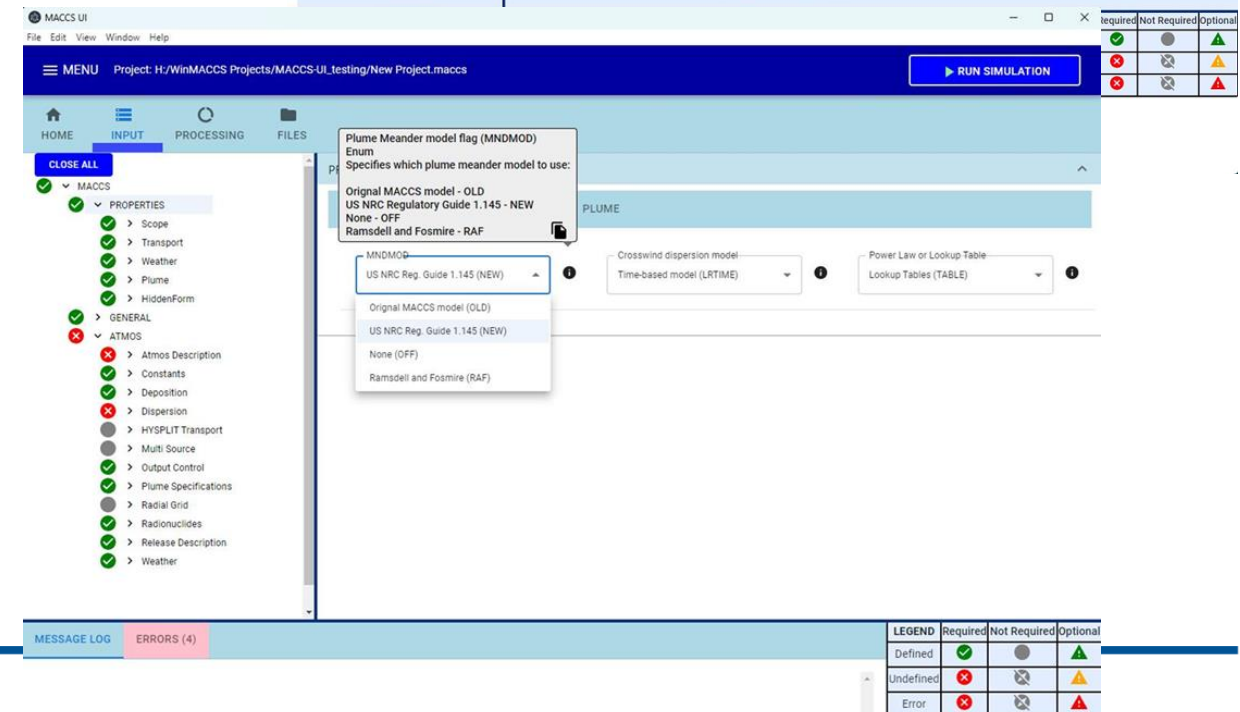 MACCS UI
File Edit View Window Help
MENU Project: H:/WinMACCS Projects/MACCS-UI_testing/New Project.maccs
RUN SIMULATION
Required Not Required Optional
HOME INPUT PROCESSING FILES
CLOSE ALL
MACCS
PROPERTIES
Scope
Transport
Weather
Plume
HiddenForm
GENERAL
ATMOS
Atmos Description
Constants
Deposition
Dispersion
HYSPLIT Transport
Multi Source
Output Control
Plume Specifications
Radial Grid
Radionuclides
Release Description
Weather
Plume Meander model flag (MNDMOD)
Enum
Specifies which plume meander model to use:
Orignal MACCS model - OLD
US NRC Regulatory Guide 1.145 - NEW
None - OFF
Ramsdell and Fosmire - RAF
PLUME
MNDMOD
US NRC Reg. Guide 1.145 (NEW)
Crosswind dispersion model
Time-based model (LRTIME)
Power Law or Lookup Table
Lookup Tables (TABLE)
Orignal MACCS model (OLD)
US NRC Reg. Guide 1.145 (NEW)
None (OFF)
Ramsdell and Fosmire (RAF)
MESSAGE LOG ERRORS (4)
LEGEND Required Not Required Optional
Defined
Undefined
Error